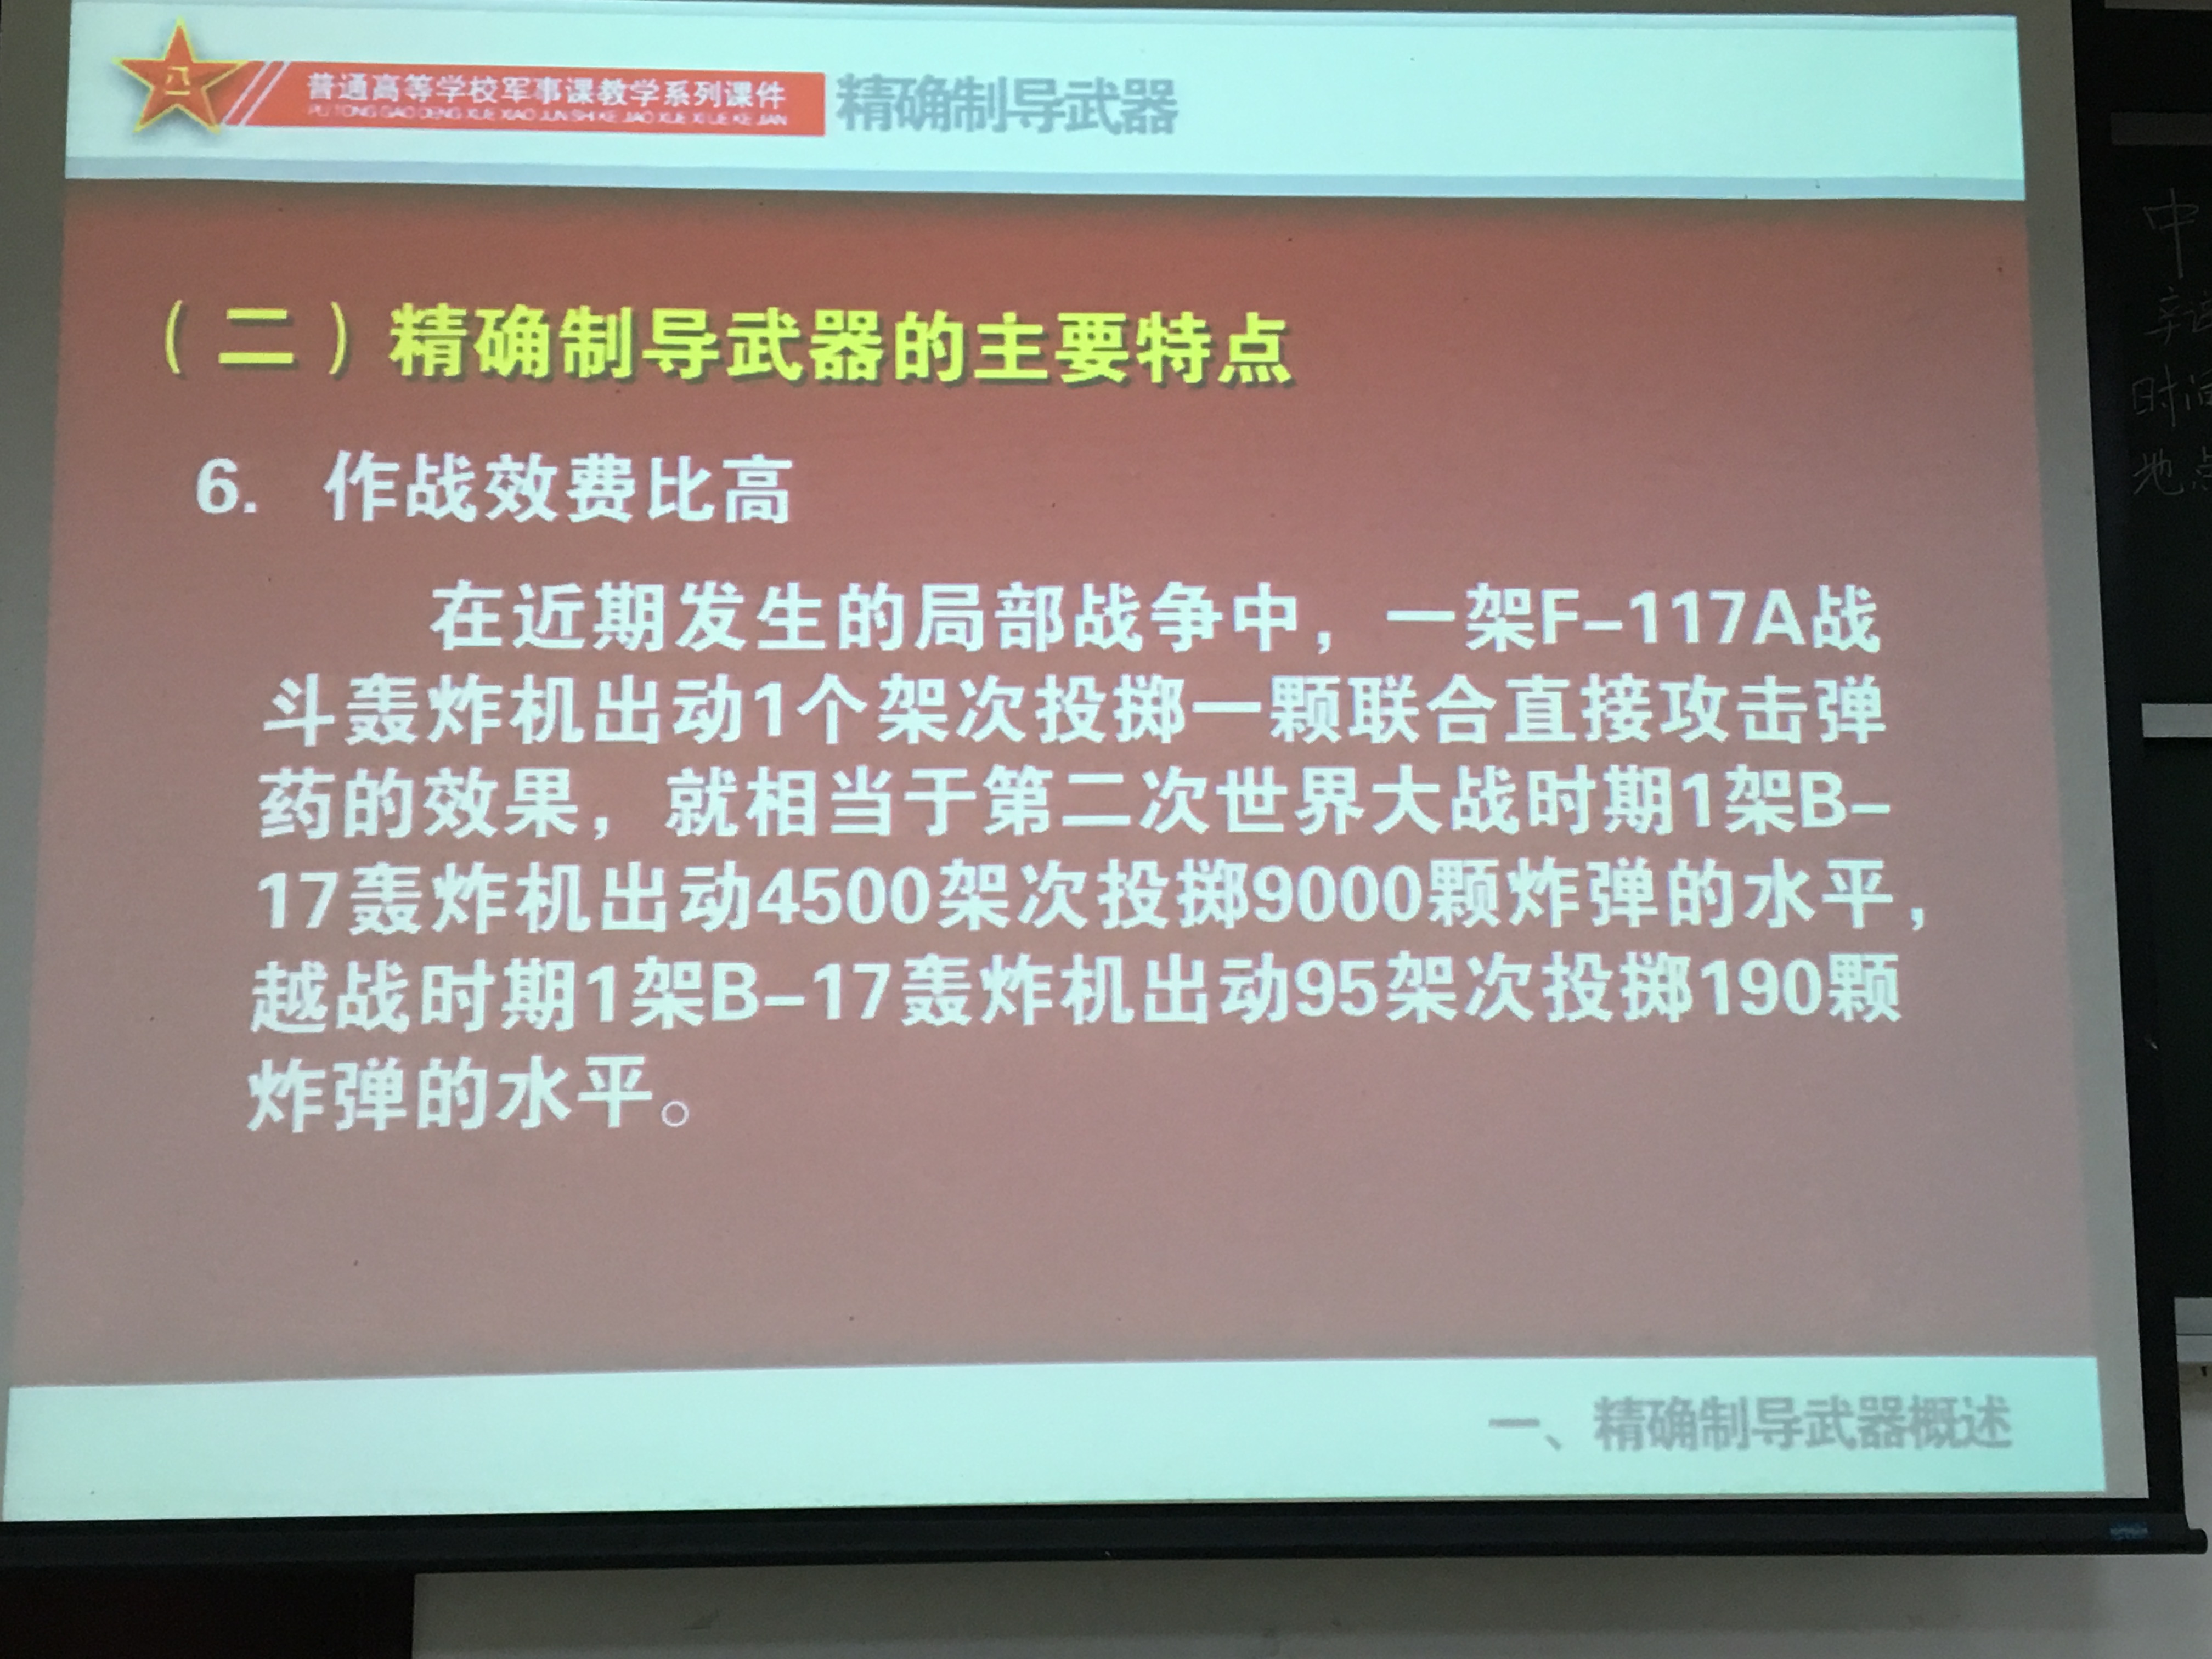 八一
普通高等学校军事课教学系列课件
PU TONG GAO DENG XUE XIAO JUN SHI KE JIAO XUE XI LIE KE JIAN
精确制导武器
（二）精确制导武器的主要特点
6. 作战效费比高
在近期发生的局部战争中，一架F-117A战
斗轰炸机出动1个架次投掷一颗联合直接攻击弹
药的效果，就相当于第二次世界大战时期1架B-
17轰炸机出动4500架次投掷9000颗炸弹的水平，
越战时期1架B-17轰炸机出动95架次投掷190颗
炸弹的水平。
一、精确制导武器概述
中
时间
地点